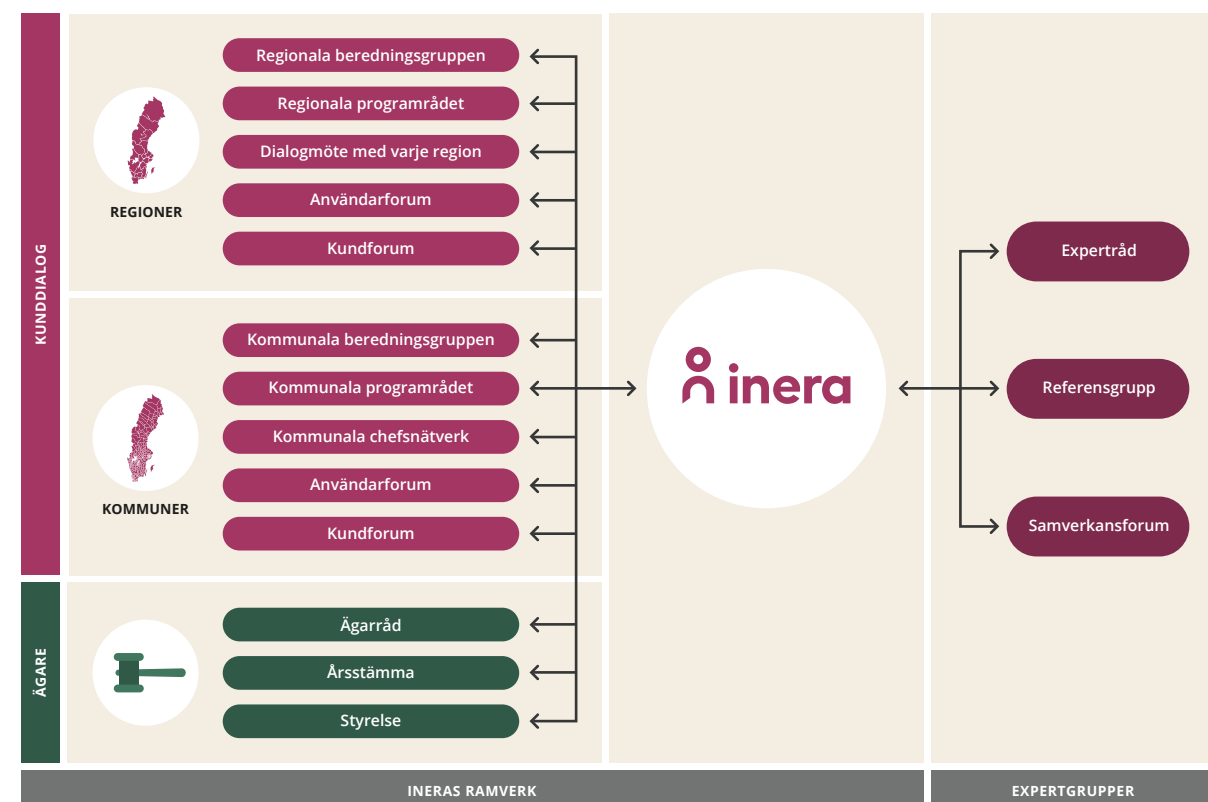 KUNDDIALOG
REGIONER
Regionala beredningsgruppen
Regionala programrådet
Dialogmöte med varje region
Användarforum
Kundforum
KOMMUNER
Kommunala beredningsgruppen
Kommunala programrådet
Kommunala chefsnätverk
Användarforum
Kundforum
ÄGARE
Ägarråd
Årsstämma
Styrelse
inera
Expertråd
Referensgrupp
Samverkansforum
INERAS RAMVERK
EXPERTGRUPPER